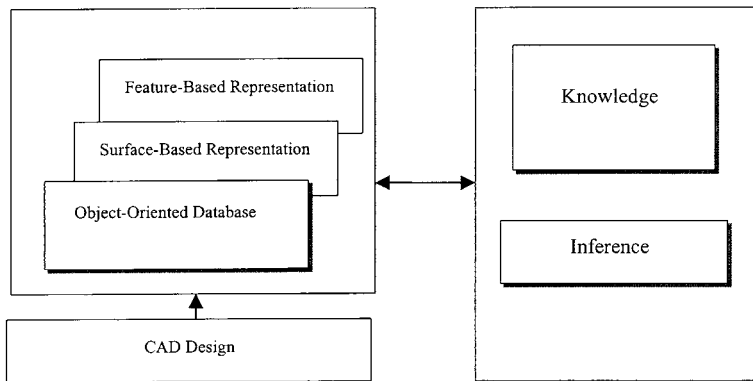 Feature-Based Representation
Surface-Based Representation
Object-Oriented Database
CAD Design
Knowledge
Inference